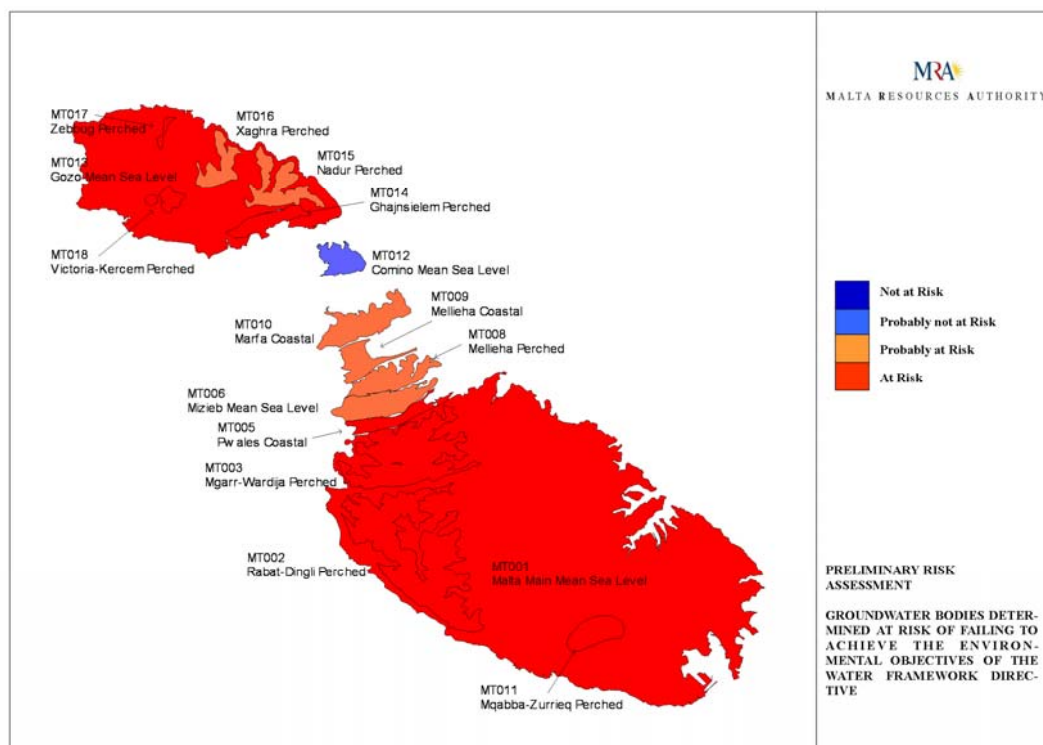 MRA
MALTA RESOURCES AUTHORITY
MT017
Zebbug Perched
MT016
Xaghra Perched
MT015
Nadur Perched
MT013
Gozo Mean Sea Level
MT014
Ghajnsielem Perched
MT018
Victoria-Kercem Perched
MT012
Comino Mean Sea Level
MT009
Mellieha Coastal
MT010
Marfa Coastal
MT008
Mellieha Perched
MT006
Mizieb Mean Sea Level
MT005
Pwales Coastal
MT003
Mgarr-Wardija Perched
MT002
Rabat-Dingli Perched
MT001
Malta Main Mean Sea Level
MT011
Mqabba-Zurrieq Perched
Not at Risk
Probably not at Risk
Probably at Risk
At Risk
PRELIMINARY RISK
ASSESSMENT
GROUNDWATER BODIES DETER-
MINED AT RISK OF FAILING TO
ACHIEVE THE ENVIRON-
MENTAL OBJECTIVES OF THE
WATER FRAMEWORK DIREC-
TIVE